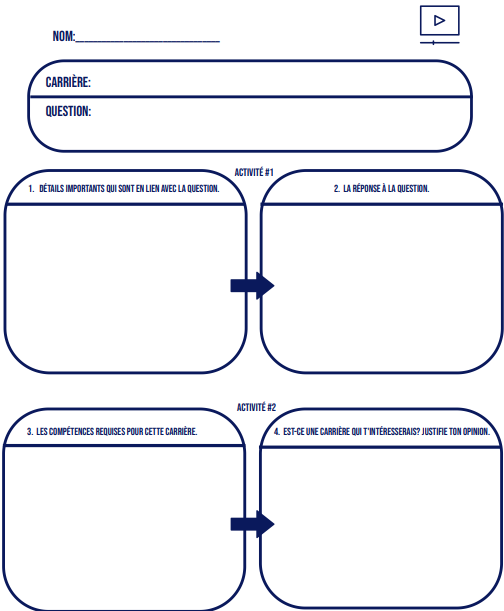 NOM:________________________
CARRIÈRE:
QUESTION:
ACTIVITÉ #1
1. DÉTAILS IMPORTANTS QUI SONT EN LIEN AVEC LA QUESTION.
2. LA RÉPONSE À LA QUESTION.
ACTIVITÉ #2
3. LES COMPÉTENCES REQUISES POUR CETTE CARRIÈRE.
4. EST-CE UNE CARRIÈRE QUI T'INTÉRESSERAIS? JUSTIFIE TON OPINION.